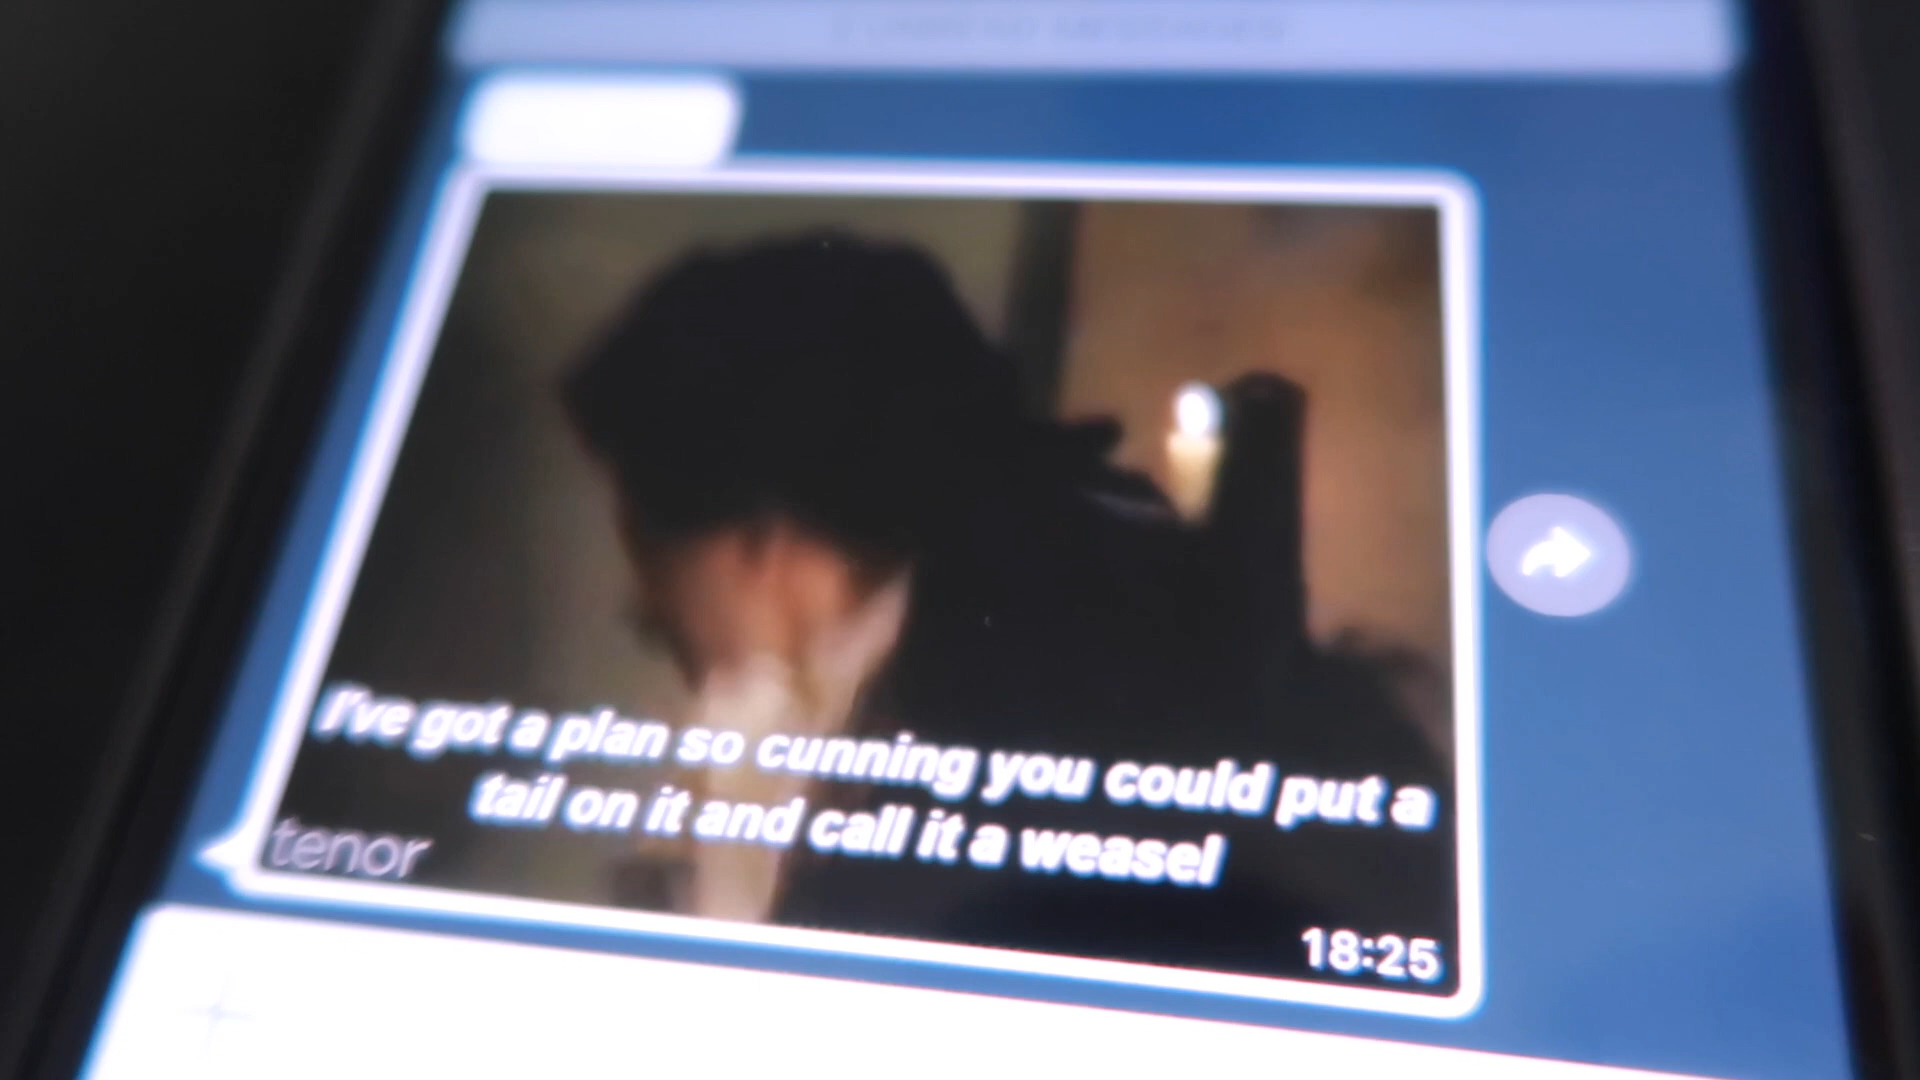 I've got a plan so cunning you could put a
tail on it and call it a weasel
tenor
18:25